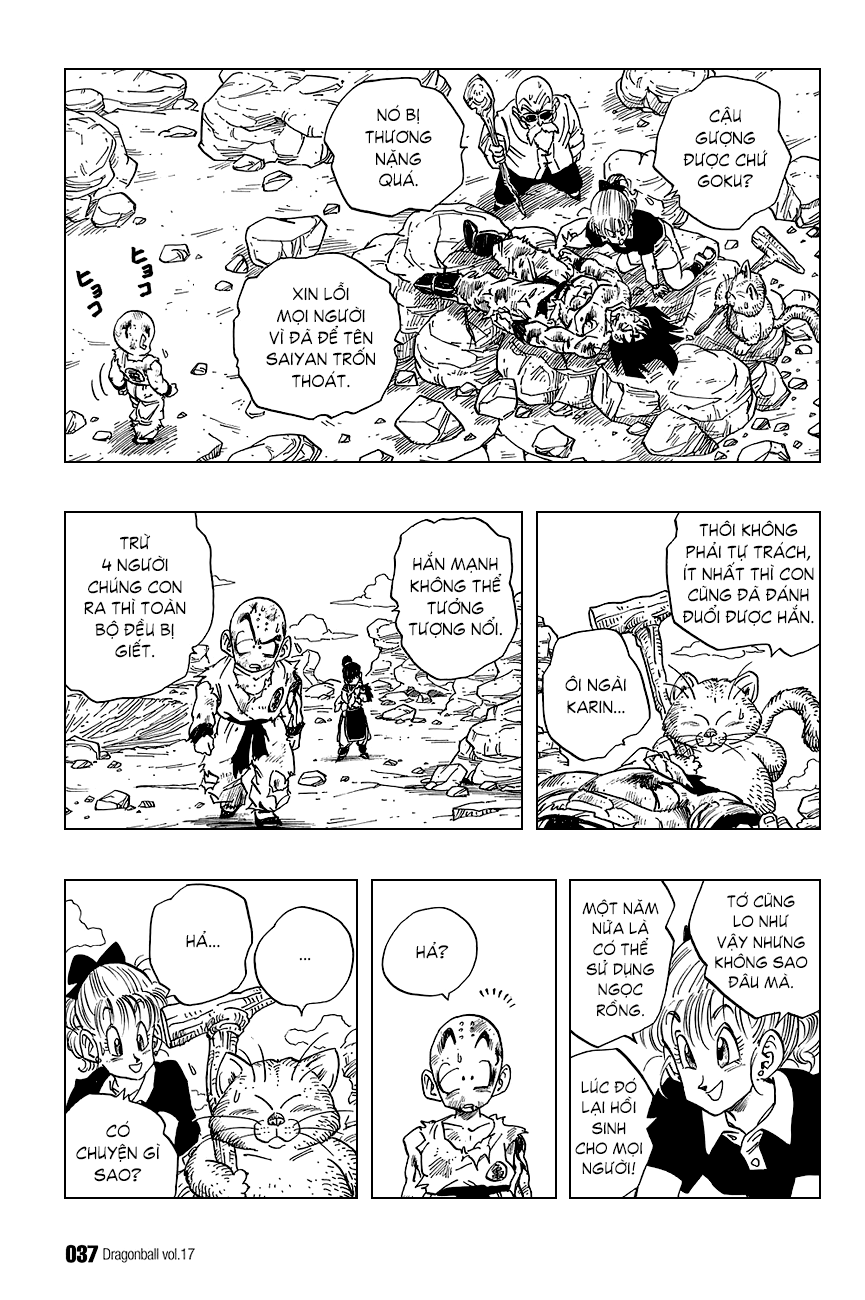 CẬU
GƯỢNG
ĐƯỢC CHỨ
GOKU?
NÓ BỊ
THƯƠNG
NẶNG
QUÁ.
XIN LỖI
MỌI NGƯỜI
VÌ ĐÃ ĐỂ TÊN
SAIYAN TRỐN
THOÁT.
ヒョコ
ヒョコ
THÔI KHÔNG
PHẢI TỰ TRÁCH,
ÍT NHẤT THÌ CON
CŨNG ĐÃ ĐÁNH
ĐUỔI ĐƯỢC HẮN.
ÔI NGÀI
KARIN...
HẮN MẠNH
KHÔNG THỂ
TƯỞNG
TƯỢNG NỔI.
TRỪ
4 NGƯỜI
CHÚNG CON
RA THÌ TOÀN
BỘ ĐỀU BỊ
GIẾT.
TỚ CŨNG
LO NHƯ
VẬY NHƯNG
KHÔNG SAO
ĐÂU MÀ.
MỘT NĂM
NỮA LÀ
CÓ THỂ
SỬ DỤNG
NGỌC
RỒNG.
LÚC ĐÓ
LẠI HỒI
SINH
CHO MỌI
NGƯỜI!
HẢ?
...
HẢ...
CÓ
CHUYỆN GÌ
SAO?
037 Dragonball vol.17